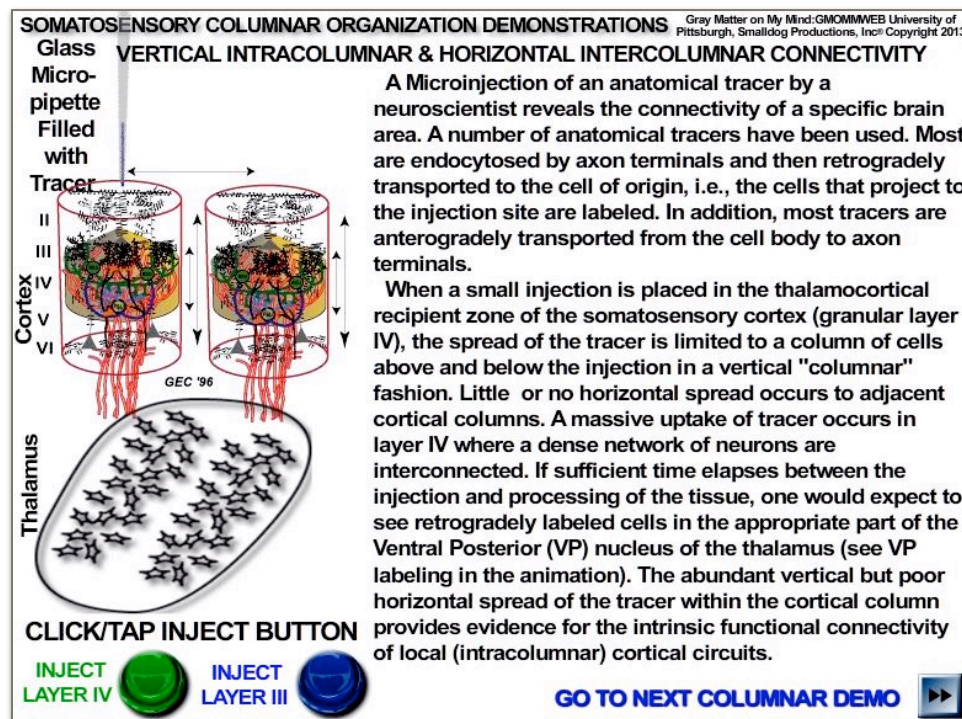 SOMATOSENSORY COLUMNAR ORGANIZATION DEMONSTRATIONS
Gray Matter on My Mind:GMOMMWEB University of
Pittsburgh, Smalldog Productions, Inc® Copyright 2013
VERTICAL INTRACOLUMNAR & HORIZONTAL INTERCOLUMNAR CONNECTIVITY
Glass
Micro-
pipette
Filled
with
Tracer
II
III
IV
V
VI
Cortex
GEC '96
Thalamus
A Microinjection of an anatomical tracer by a
neuroscientist reveals the connectivity of a specific brain
area. A number of anatomical tracers have been used. Most
are endocytosed by axon terminals and then retrogradely
transported to the cell of origin, i.e., the cells that project to
the injection site are labeled. In addition, most tracers are
anterogradely transported from the cell body to axon
terminals.
When a small injection is placed in the thalamocortical
recipient zone of the somatosensory cortex (granular layer
IV), the spread of the tracer is limited to a column of cells
above and below the injection in a vertical "columnar"
fashion. Little or no horizontal spread occurs to adjacent
cortical columns. A massive uptake of tracer occurs in
layer IV where a dense network of neurons are
interconnected. If sufficient time elapses between the
injection and processing of the tissue, one would expect to
see retrogradely labeled cells in the appropriate part of the
Ventral Posterior (VP) nucleus of the thalamus (see VP
labeling in the animation). The abundant vertical but poor
horizontal spread of the tracer within the cortical column
provides evidence for the intrinsic functional connectivity
of local (intracolumnar) cortical circuits.
CLICK/TAP INJECT BUTTON
INJECT
LAYER IV
INJECT
LAYER III
GO TO NEXT COLUMNAR DEMO